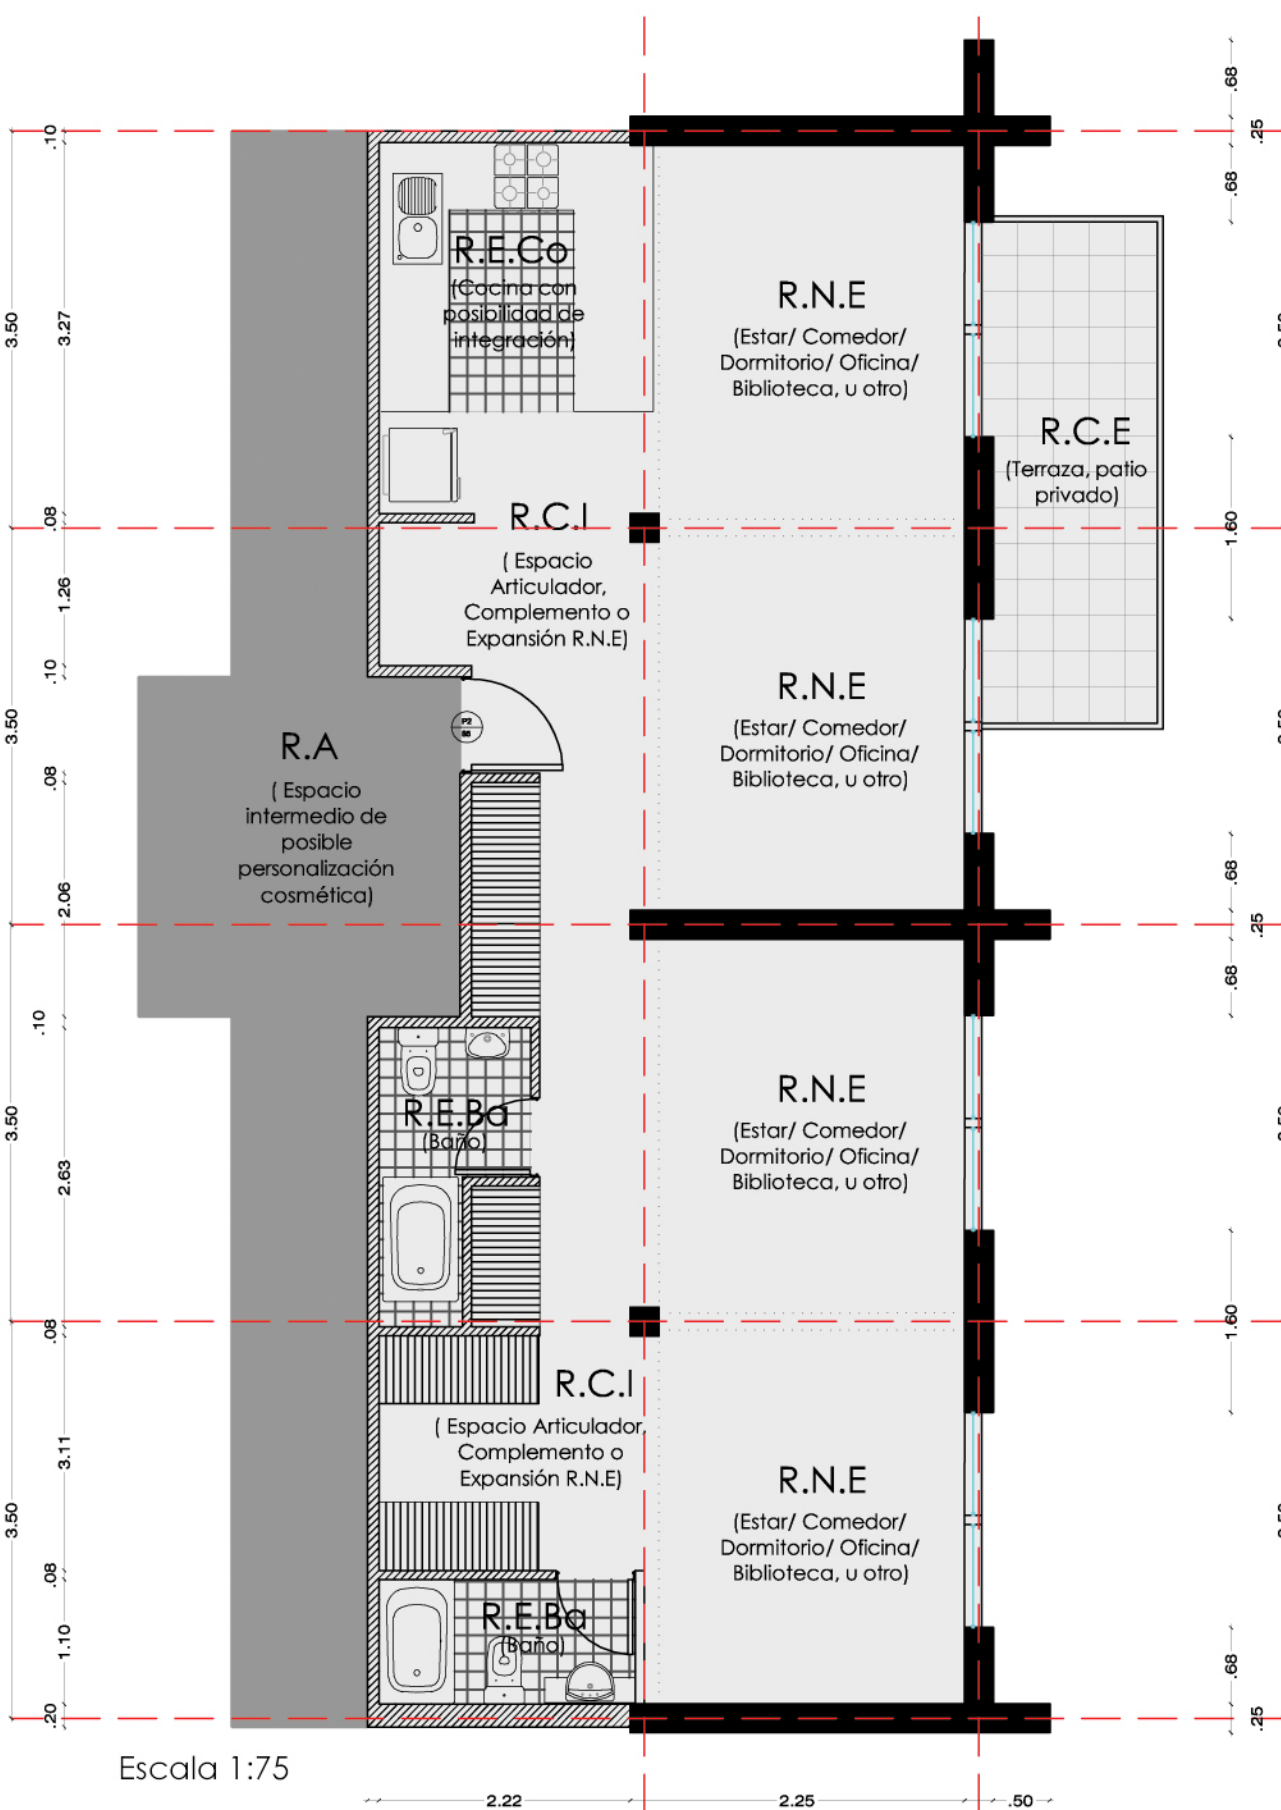 .10
3.27
3.50
.08
1.26
.10
3.50
.08
2.06
.10
3.50
2.63
.08
3.11
3.50
.08
1.10
.20
R.E.Co
(Cocina con
posibilidad de
integración)
R.N.E
(Estar/ Comedor/
Dormitorio/ Oficina/
Biblioteca, u otro)
R.C.E
(Terraza, patio
privado)
R.C.I
( Espacio
Articulador,
Complemento o
Expansión R.N.E)
R.N.E
(Estar/ Comedor/
Dormitorio/ Oficina/
Biblioteca, u otro)
P2
R.A
( Espacio
intermedio de
posible
personalización
cosmética)
R.N.E
(Estar/ Comedor/
Dormitorio/ Oficina/
Biblioteca, u otro)
R.E.Ba
(Baño)
R.C.I
( Espacio Articulador,
Complemento o
Expansión R.N.E)
R.N.E
(Estar/ Comedor/
Dormitorio/ Oficina/
Biblioteca, u otro)
R.E.Ba
(Baño)
.68
.25
.68
1.60
.68
.25
.68
1.60
.68
.25
Escala 1:75
2.22
2.25
.50